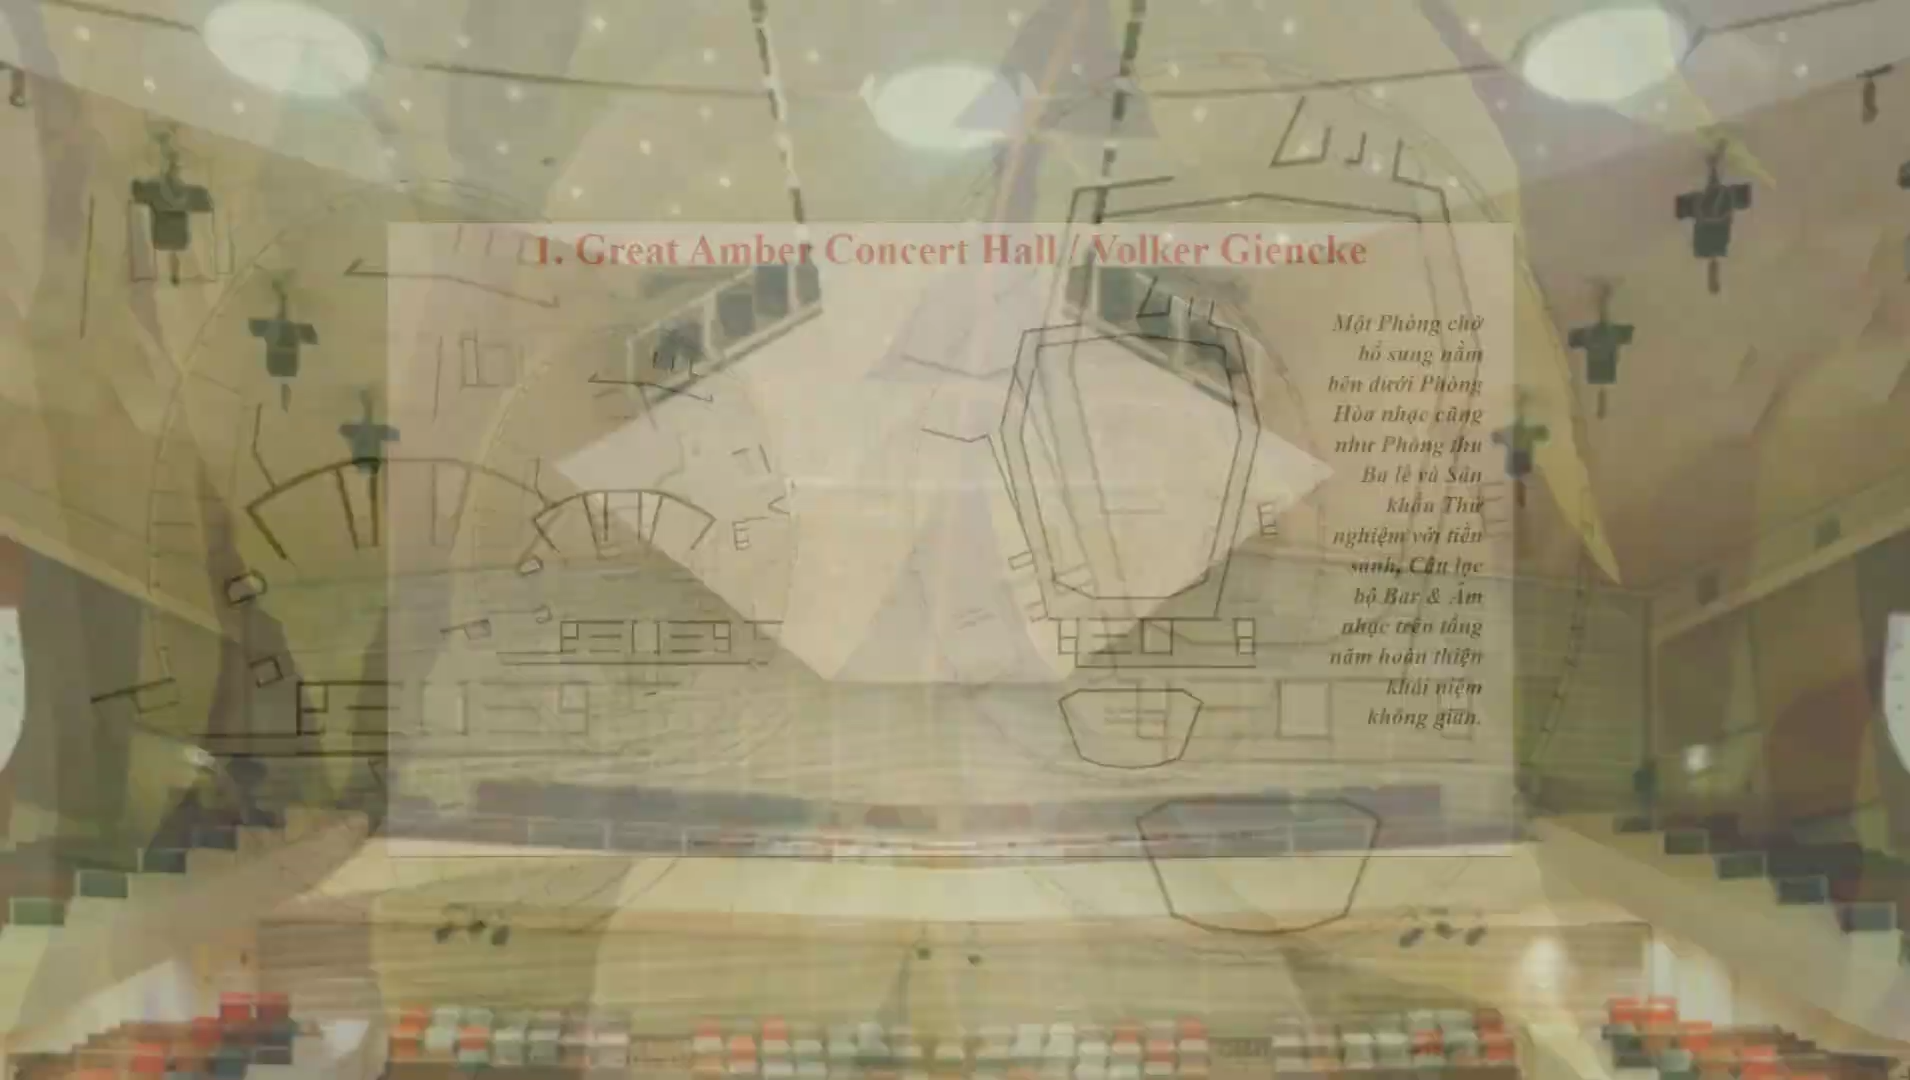 1. Great Amber Concert Hall / Volker Giencke
Một Phòng chờ
bổ sung nằm
bên dưới Phòng
Hòa nhạc cũng
như Phòng thu
Ba lê và Sân
khấu Thử
nghiệm với tiền
sảnh, Câu lạc
bộ Bar & Âm
nhạc trên tầng
năm hoàn thiện
khái niệm
không gian.